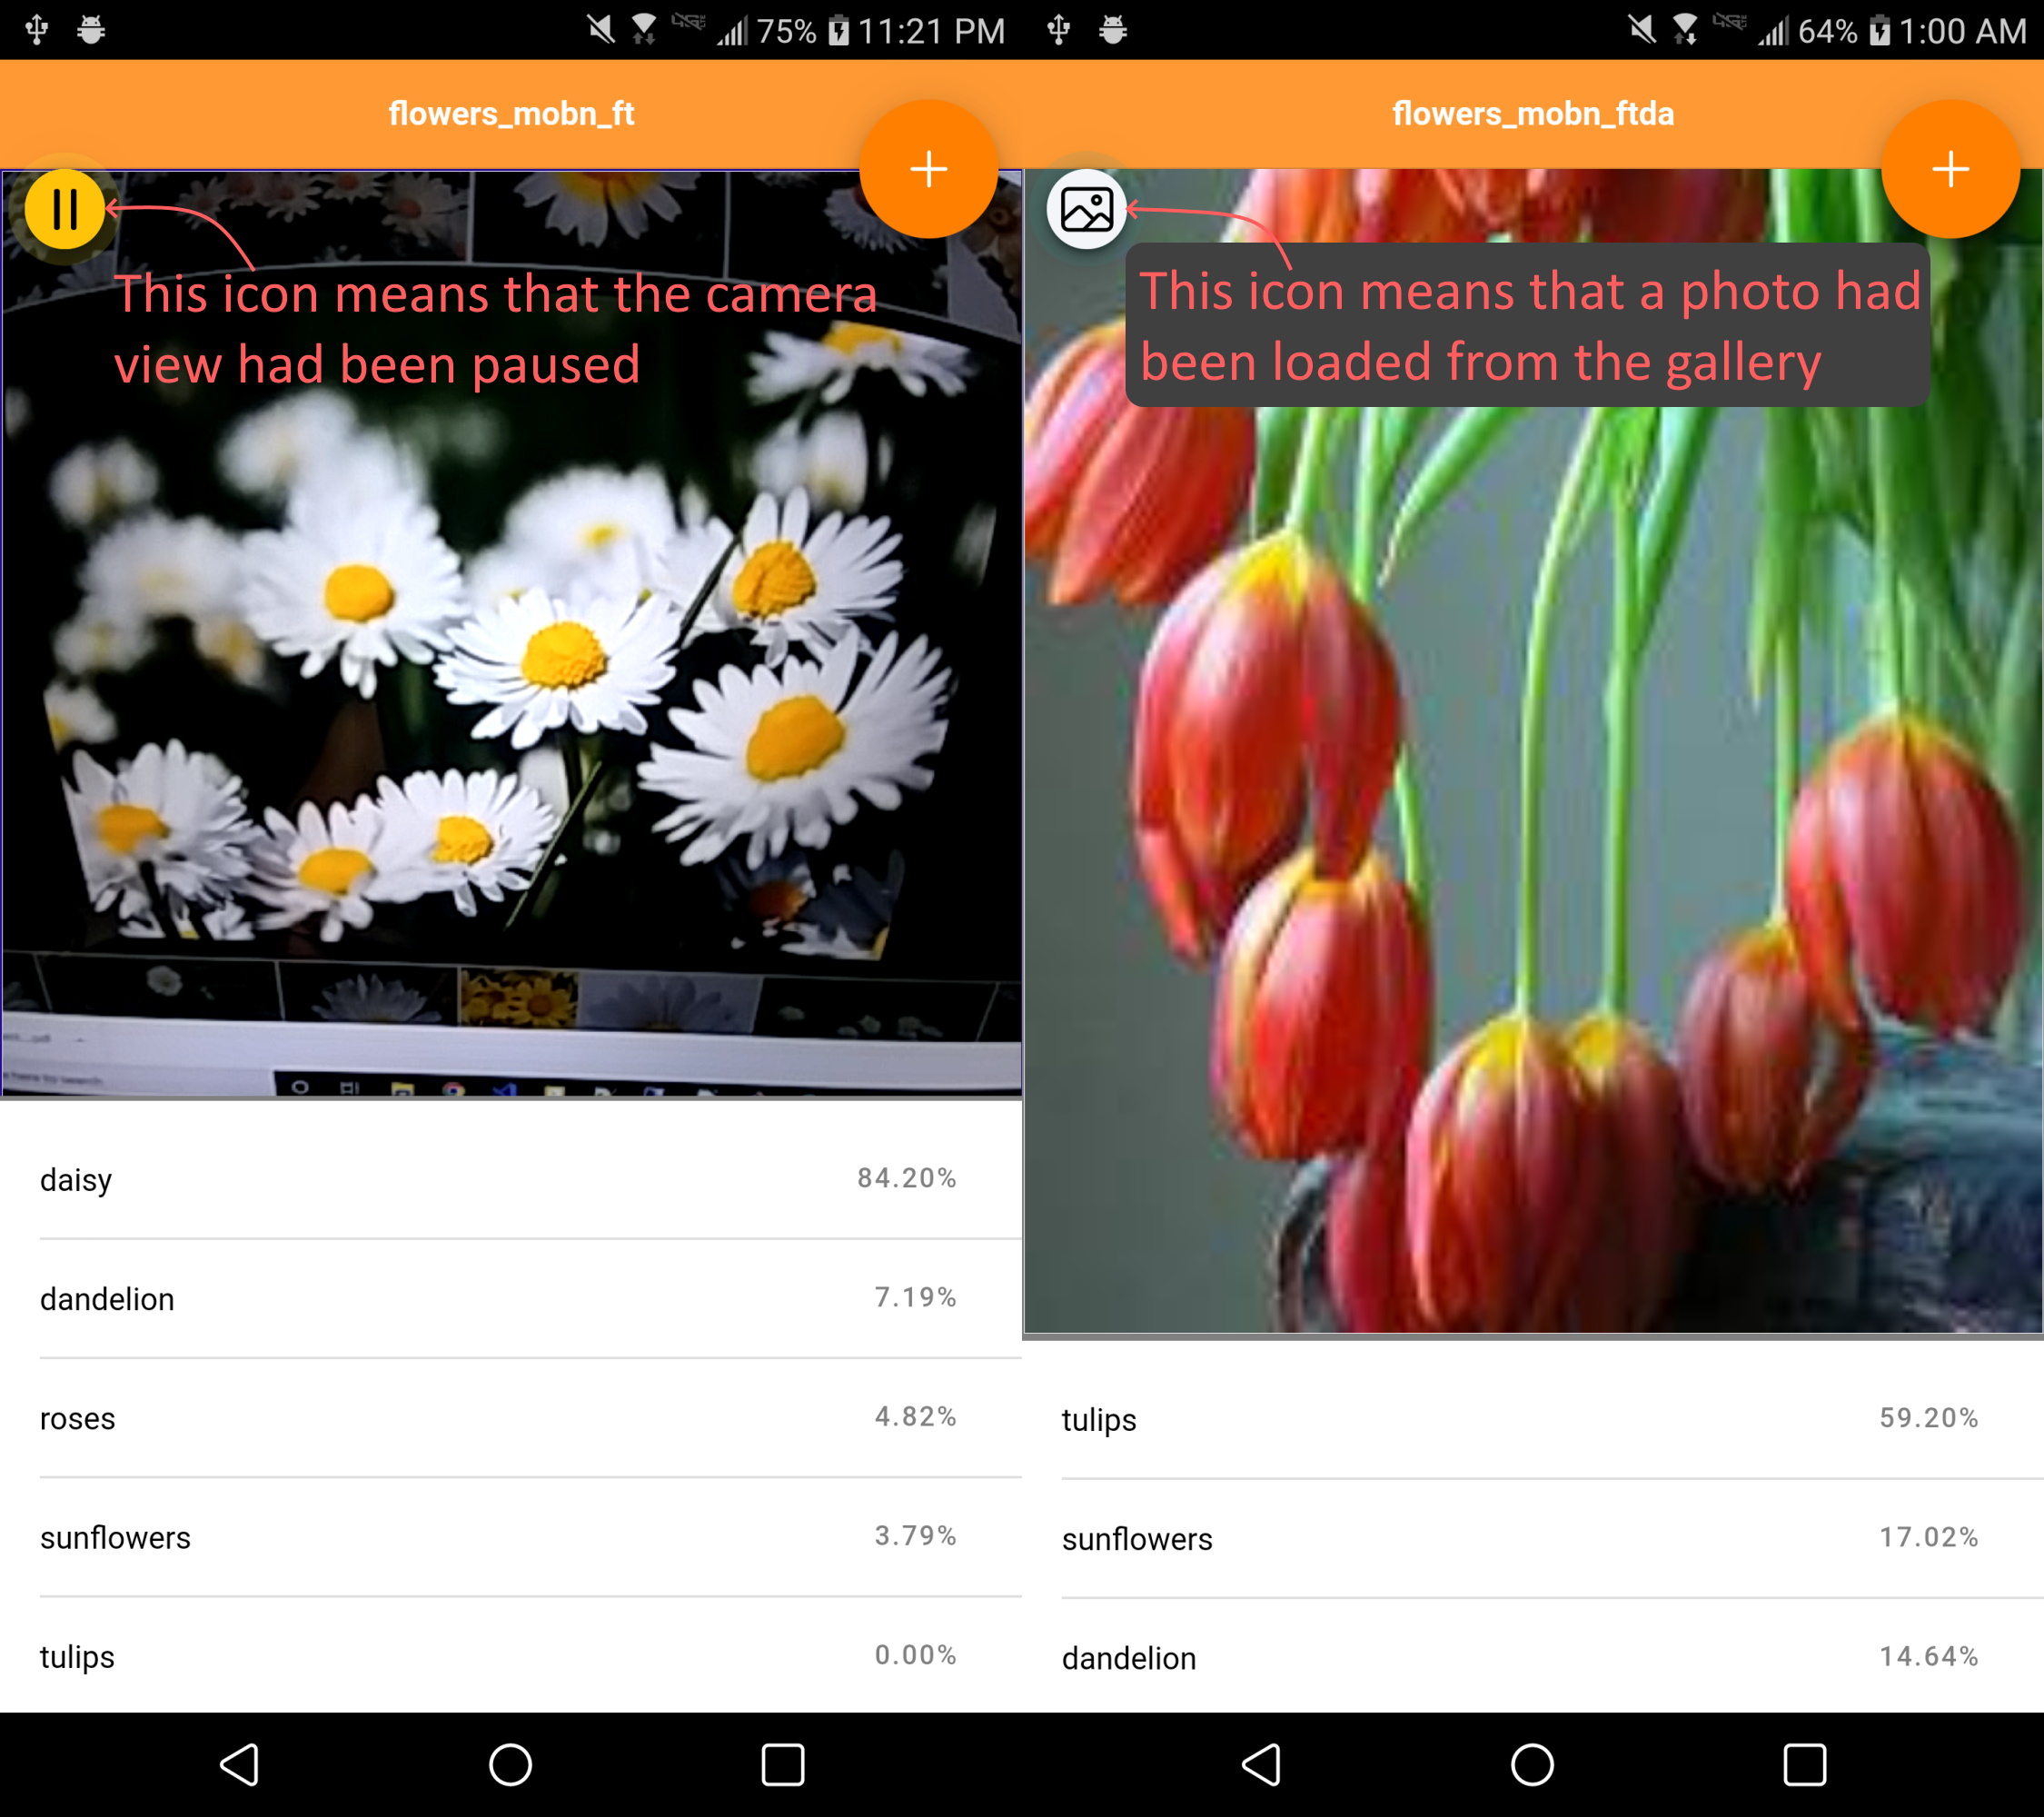 75% 11:21 PM
flowers_mobn_ft
This icon means that the camera
view had been paused
daisy 84.20%
dandelion 7.19%
roses 4.82%
sunflowers 3.79%
tulips 0.00%
64% 1:00 AM
flowers_mobn_ftda
This icon means that a photo had
been loaded from the gallery
tulips 59.20%
sunflowers 17.02%
dandelion 14.64%